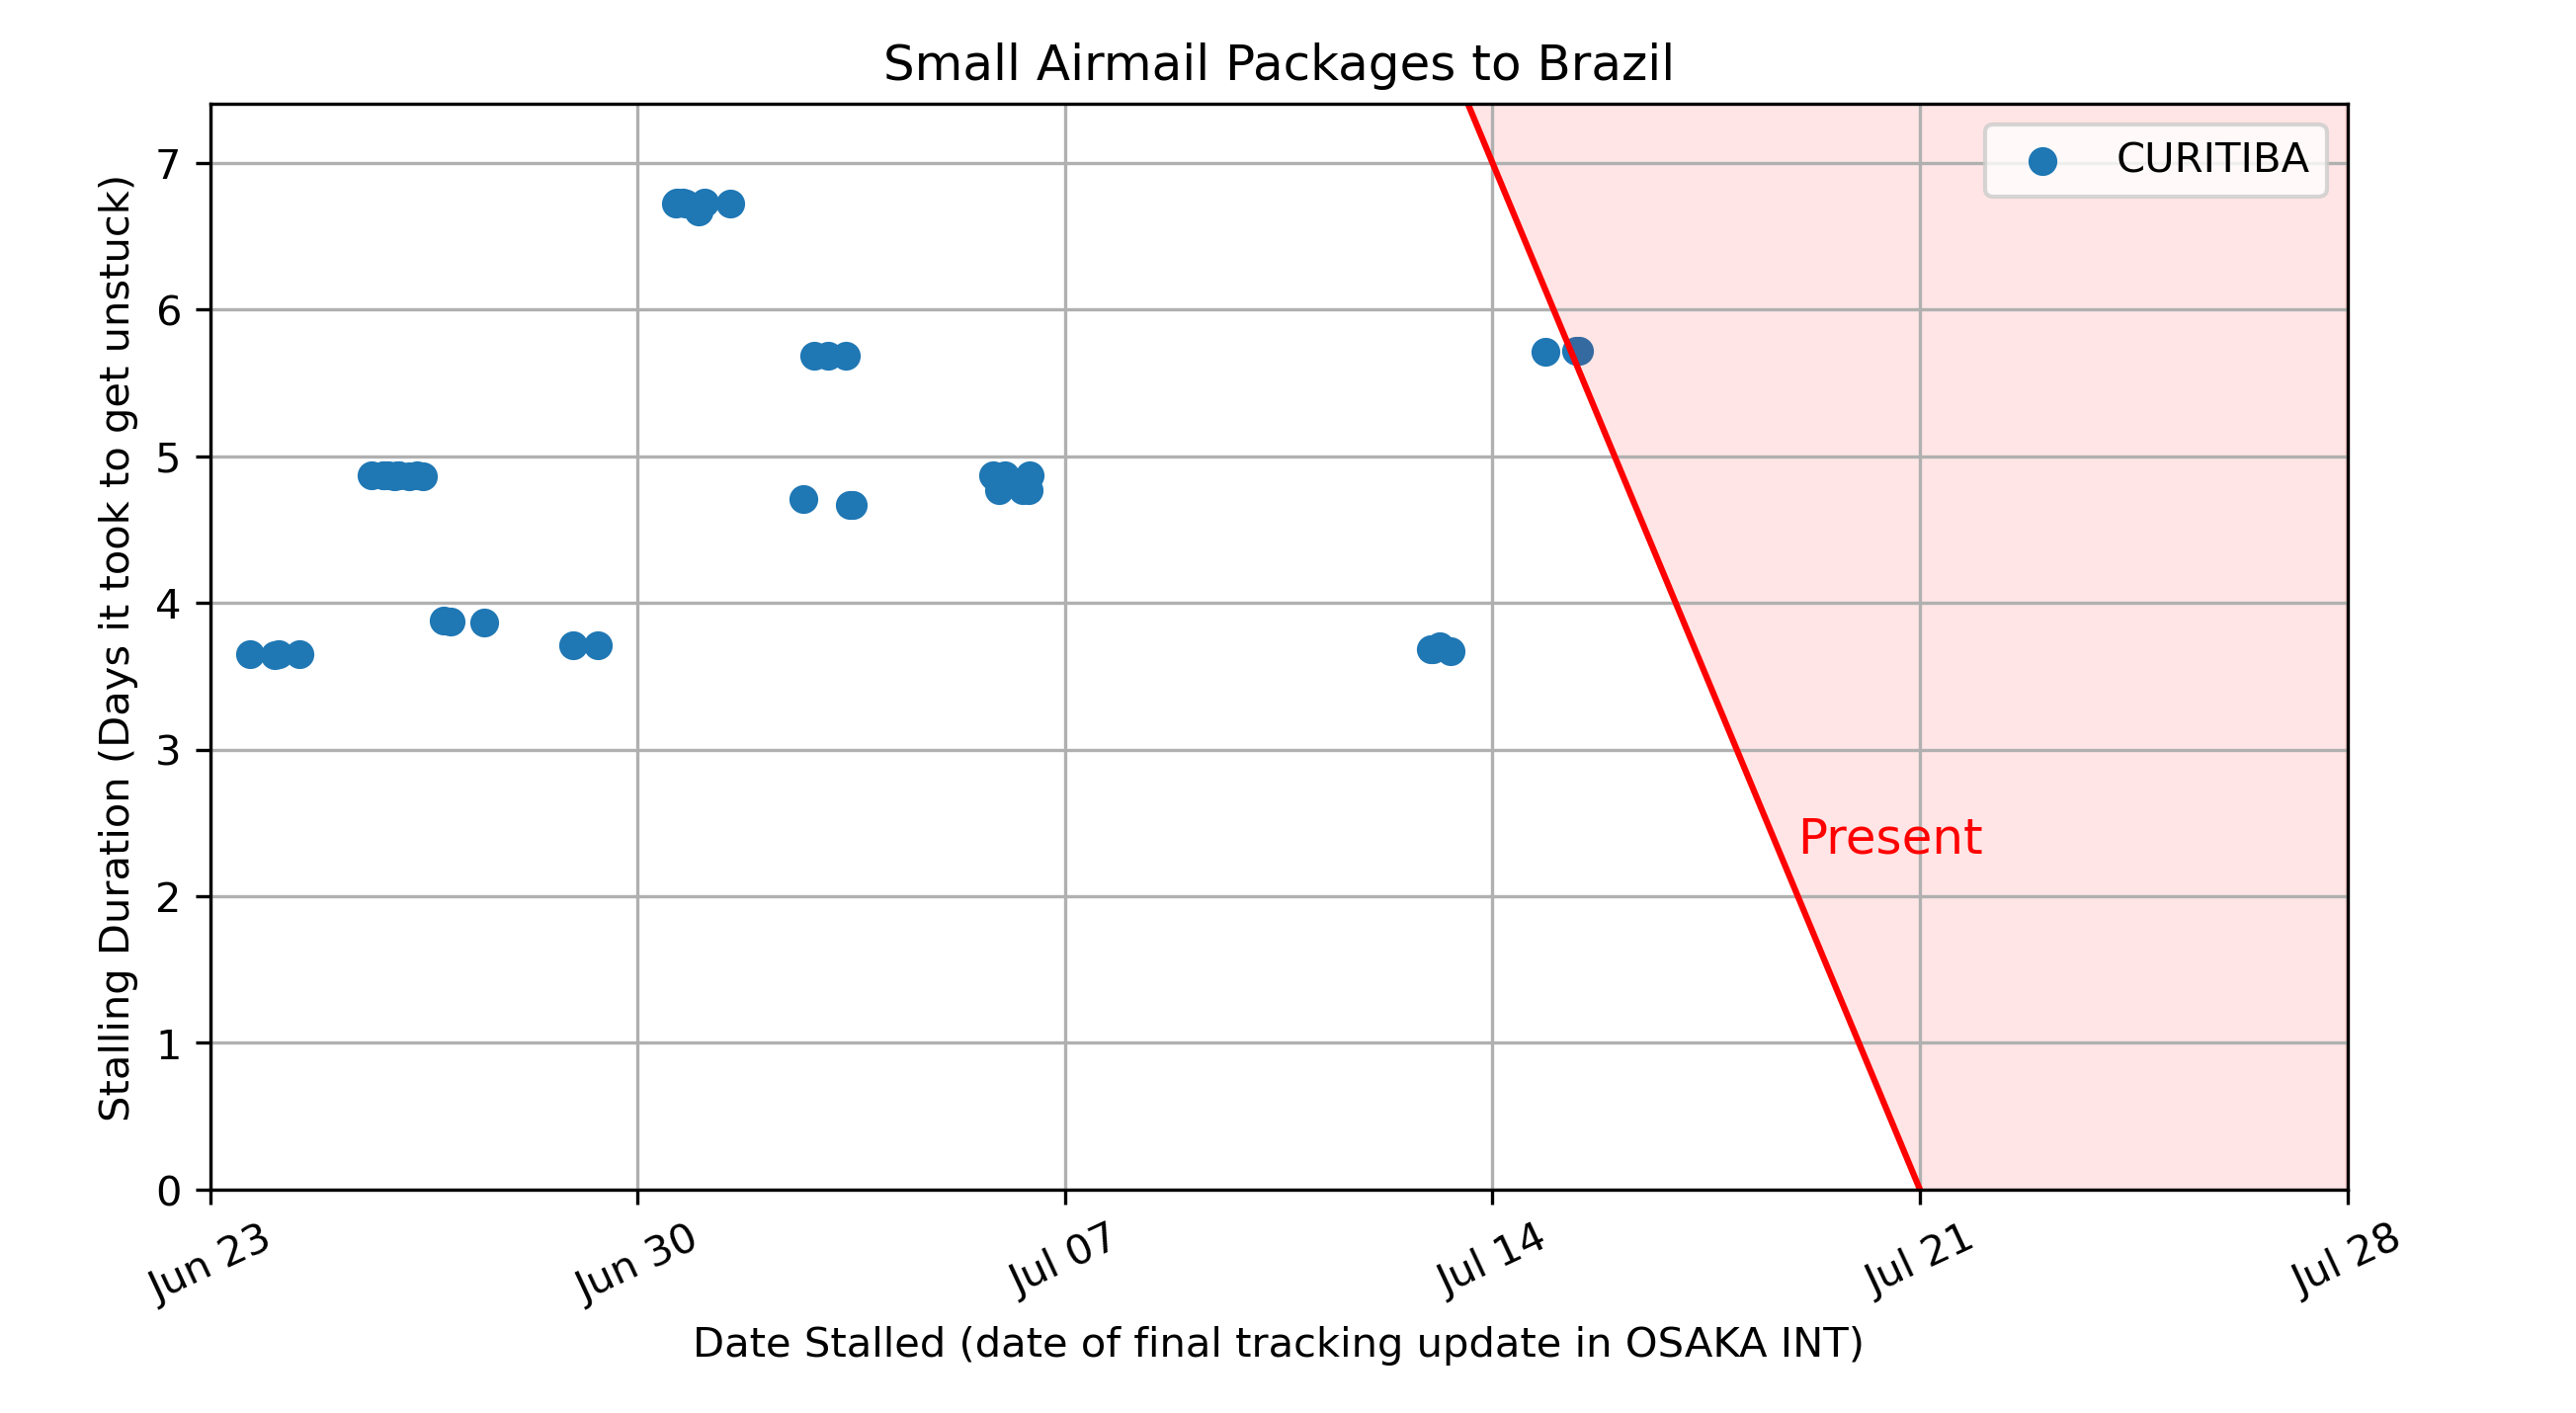 Small Airmail Packages to Brazil
CURITIBA
Stalling Duration (Days it took to get unstuck)
7
6
5
4
3
2
1
0
Present
Jun 23
Jun 30
Jul 07
Jul 14
Jul 21
Jul 28
Date Stalled (date of final tracking update in OSAKA INT)